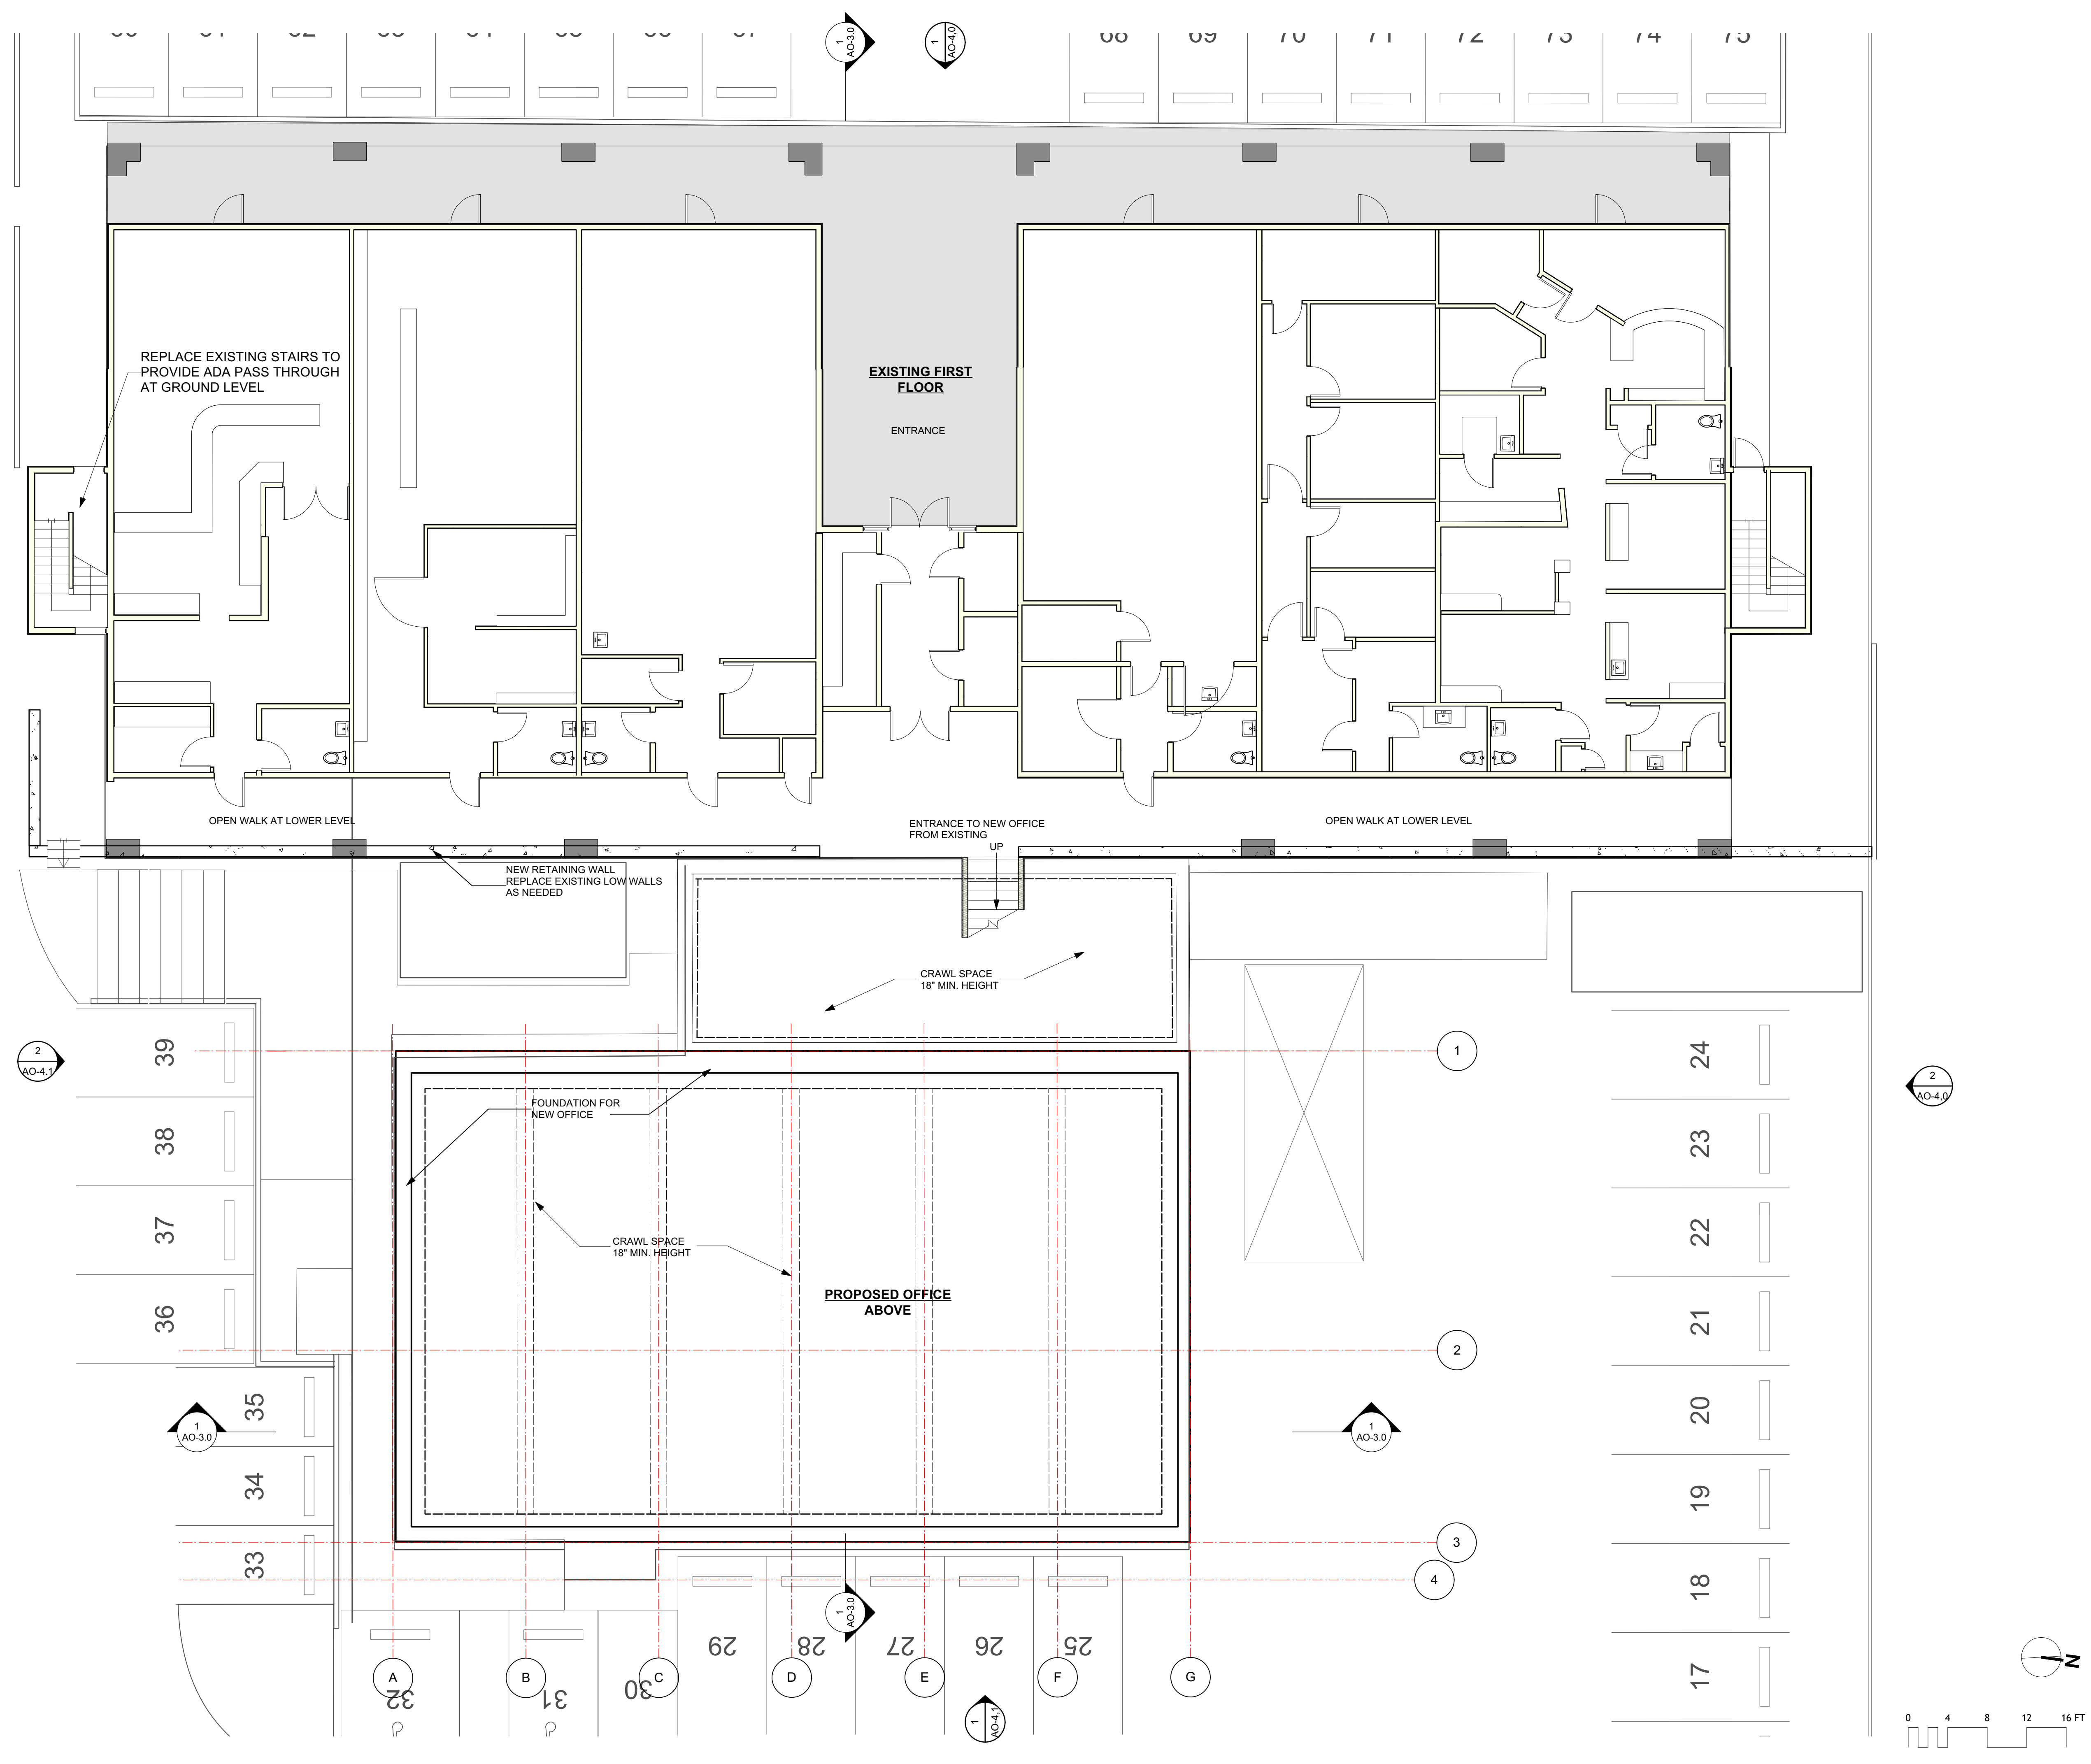 1
AO-3.0
1
AO-4,0
68
69
70
71
72
73
74
75
REPLACE EXISTING STAIRS TO
PROVIDE ADA PASS THROUGH
AT GROUND LEVEL
EXISTING FIRST
FLOOR
ENTRANCE
OPEN WALK AT LOWER LEVEL
ENTRANCE TO NEW OFFICE
FROM EXISTING
UP
OPEN WALK AT LOWER LEVEL
NEW RETAINING WALL
REPLACE EXISTING LOW WALLS
AS NEEDED
CRAWL SPACE
18" MIN. HEIGHT
2
AO-4.1
39
38
37
36
35
34
33
1
24
23
22
21
20
19
18
17
2
AO-4,0
FOUNDATION FOR
NEW OFFICE
CRAWL SPACE
18" MIN. HEIGHT
PROPOSED OFFICE
ABOVE
2
1
AO-3.0
1
AO-3.0
3
4
1
AO-3.0
29
28
27
26
25
A
B
C
D
E
F
G
32
31
30
1
AO-4.1
N
0 4 8 12 16 FT